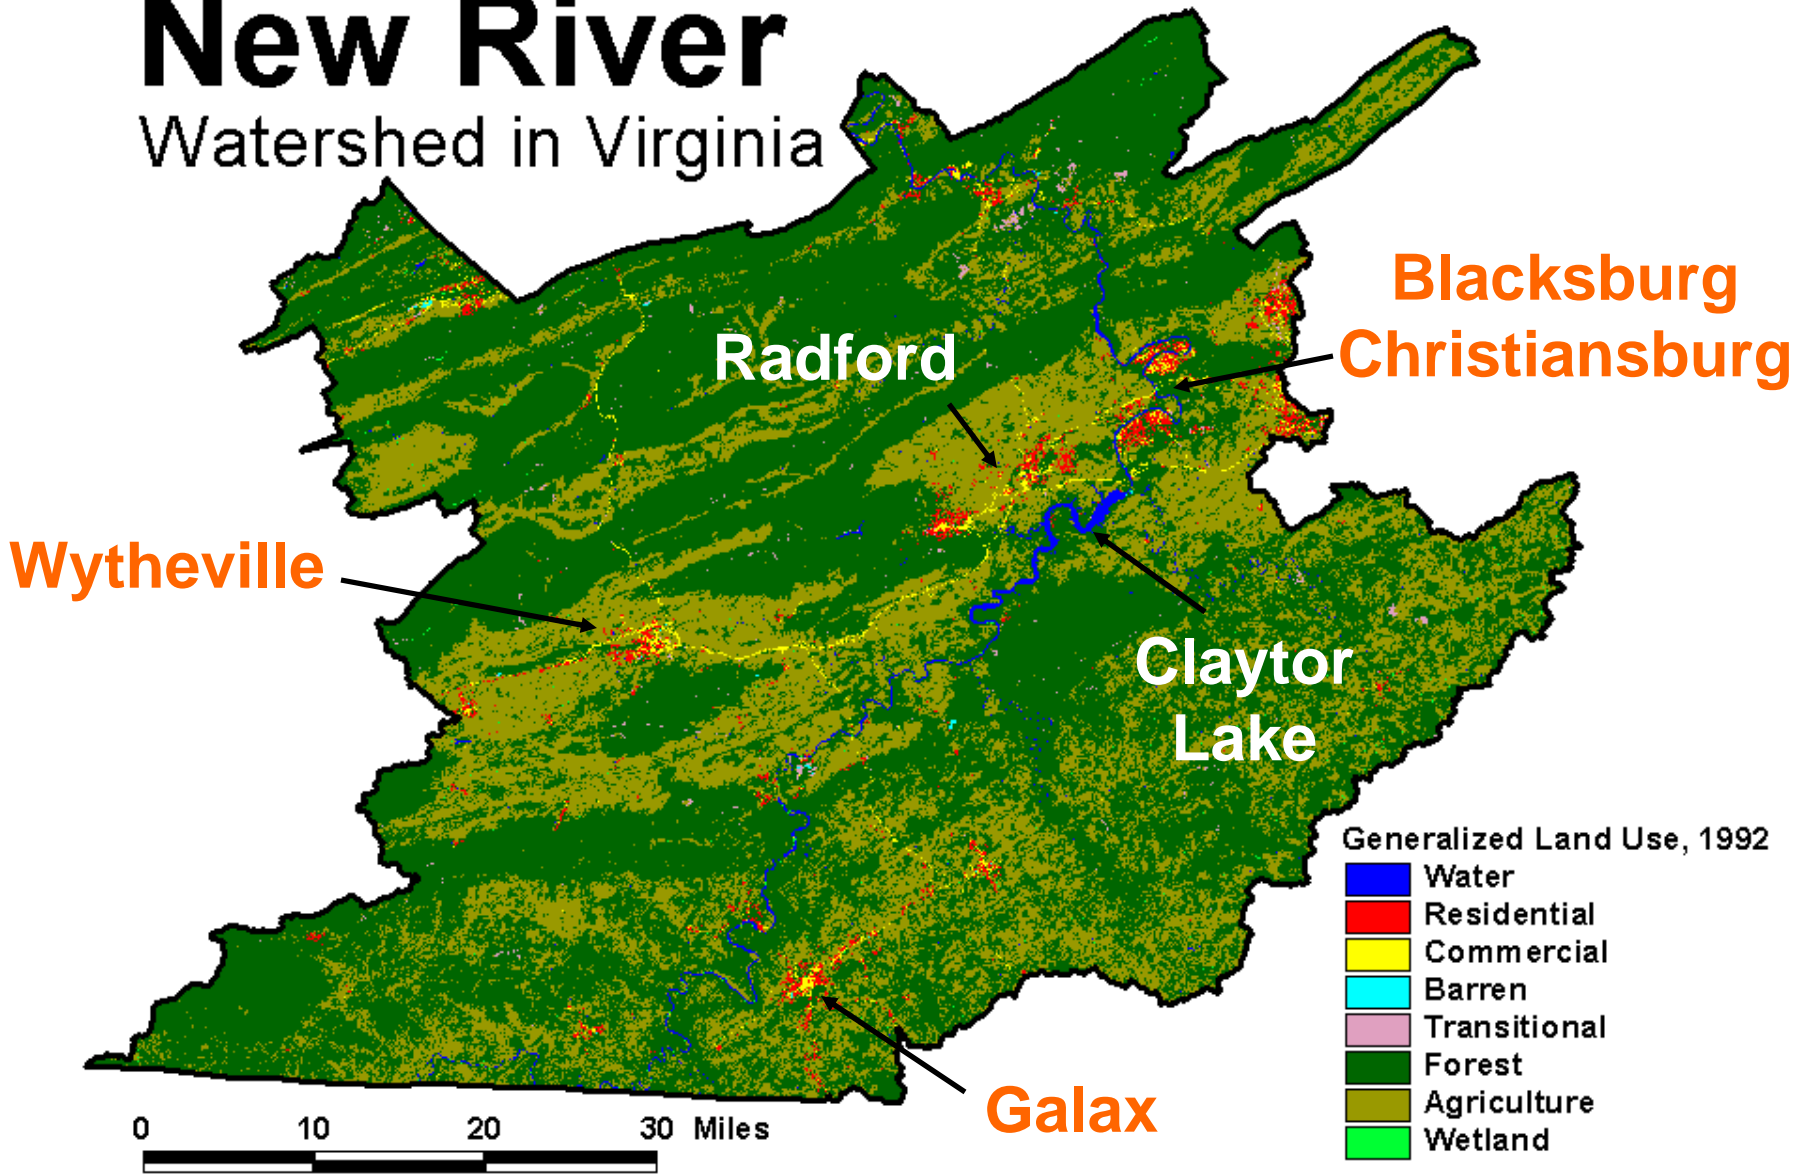 New River
Watershed in Virginia
Blacksburg
Christiansburg
Radford
Wytheville
Claytor
Lake
Galax
Generalized Land Use, 1992
Water
Residential
Commercial
Barren
Transitional
Forest
Agriculture
Wetland
0 10 20 30 Miles